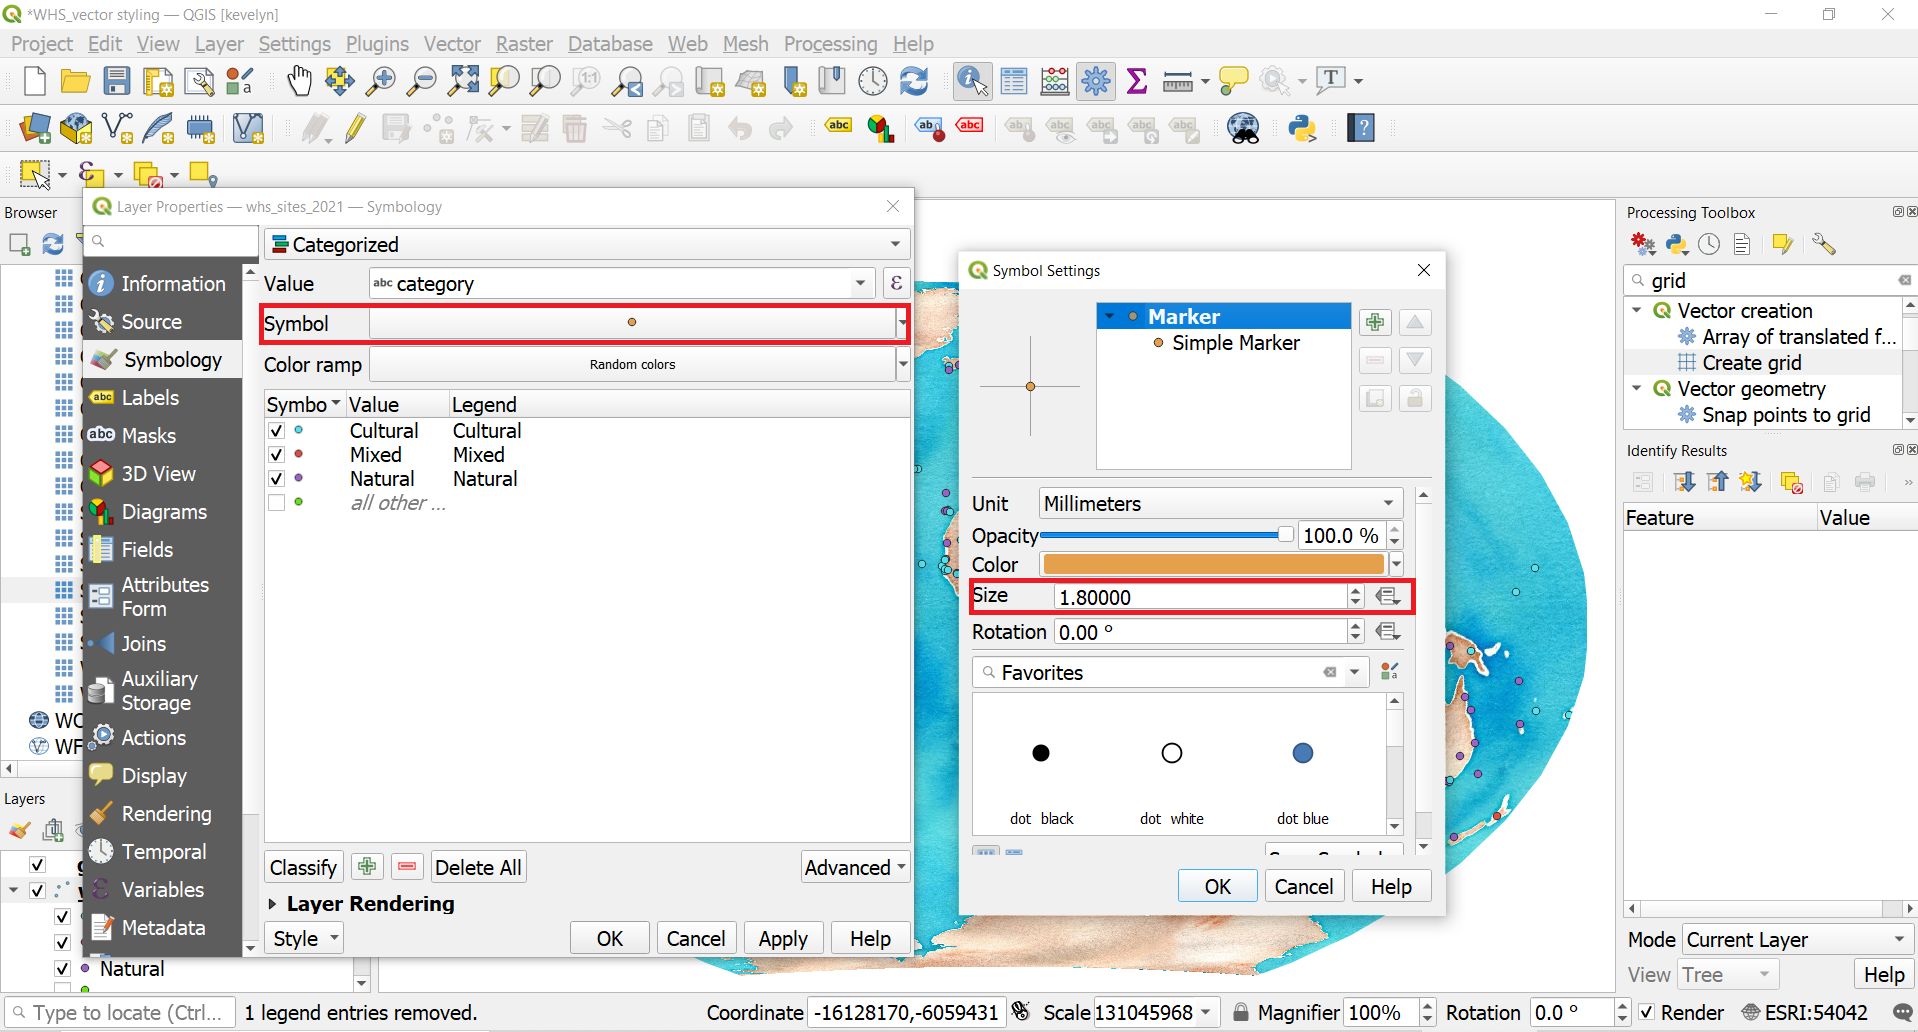 *WHS_vector styling — QGIS [kevelyn]
Project Edit View Layer Settings Plugins Vector Raster Database Web Mesh Processing Help
Browser
Layer Properties — whs_sites_2021 — Symbology
Information
Source
Symbology
Labels
Masks
3D View
Diagrams
Fields
Attributes
Form
Joins
Auxiliary
Storage
Actions
Display
Rendering
Temporal
Variables
Metadata
Categorized
Value abc category
Symbol
Color ramp Random colors
Symbo Value Legend
Cultural Cultural
Mixed Mixed
Natural Natural
all other ...
Classify Delete All Advanced
Layer Rendering
Style OK Cancel Apply Help
Symbol Settings
Marker
Simple Marker
Unit Millimeters
Opacity 100.0 %
Color
Size 1.80000
Rotation 0.00 °
Favorites
dot black dot white dot blue
OK Cancel Help
Processing Toolbox
grid
Vector creation
Array of translated f...
Create grid
Vector geometry
Snap points to grid
Identify Results
Feature Value
Mode Current Layer
View Tree Help
WF
Layers
Natural
Type to locate (Ctrl... 1 legend entries removed. Coordinate -16128170,-6059431 Scale 131045968 Magnifier 100% Rotation 0.0 ° Render ESRI:54042